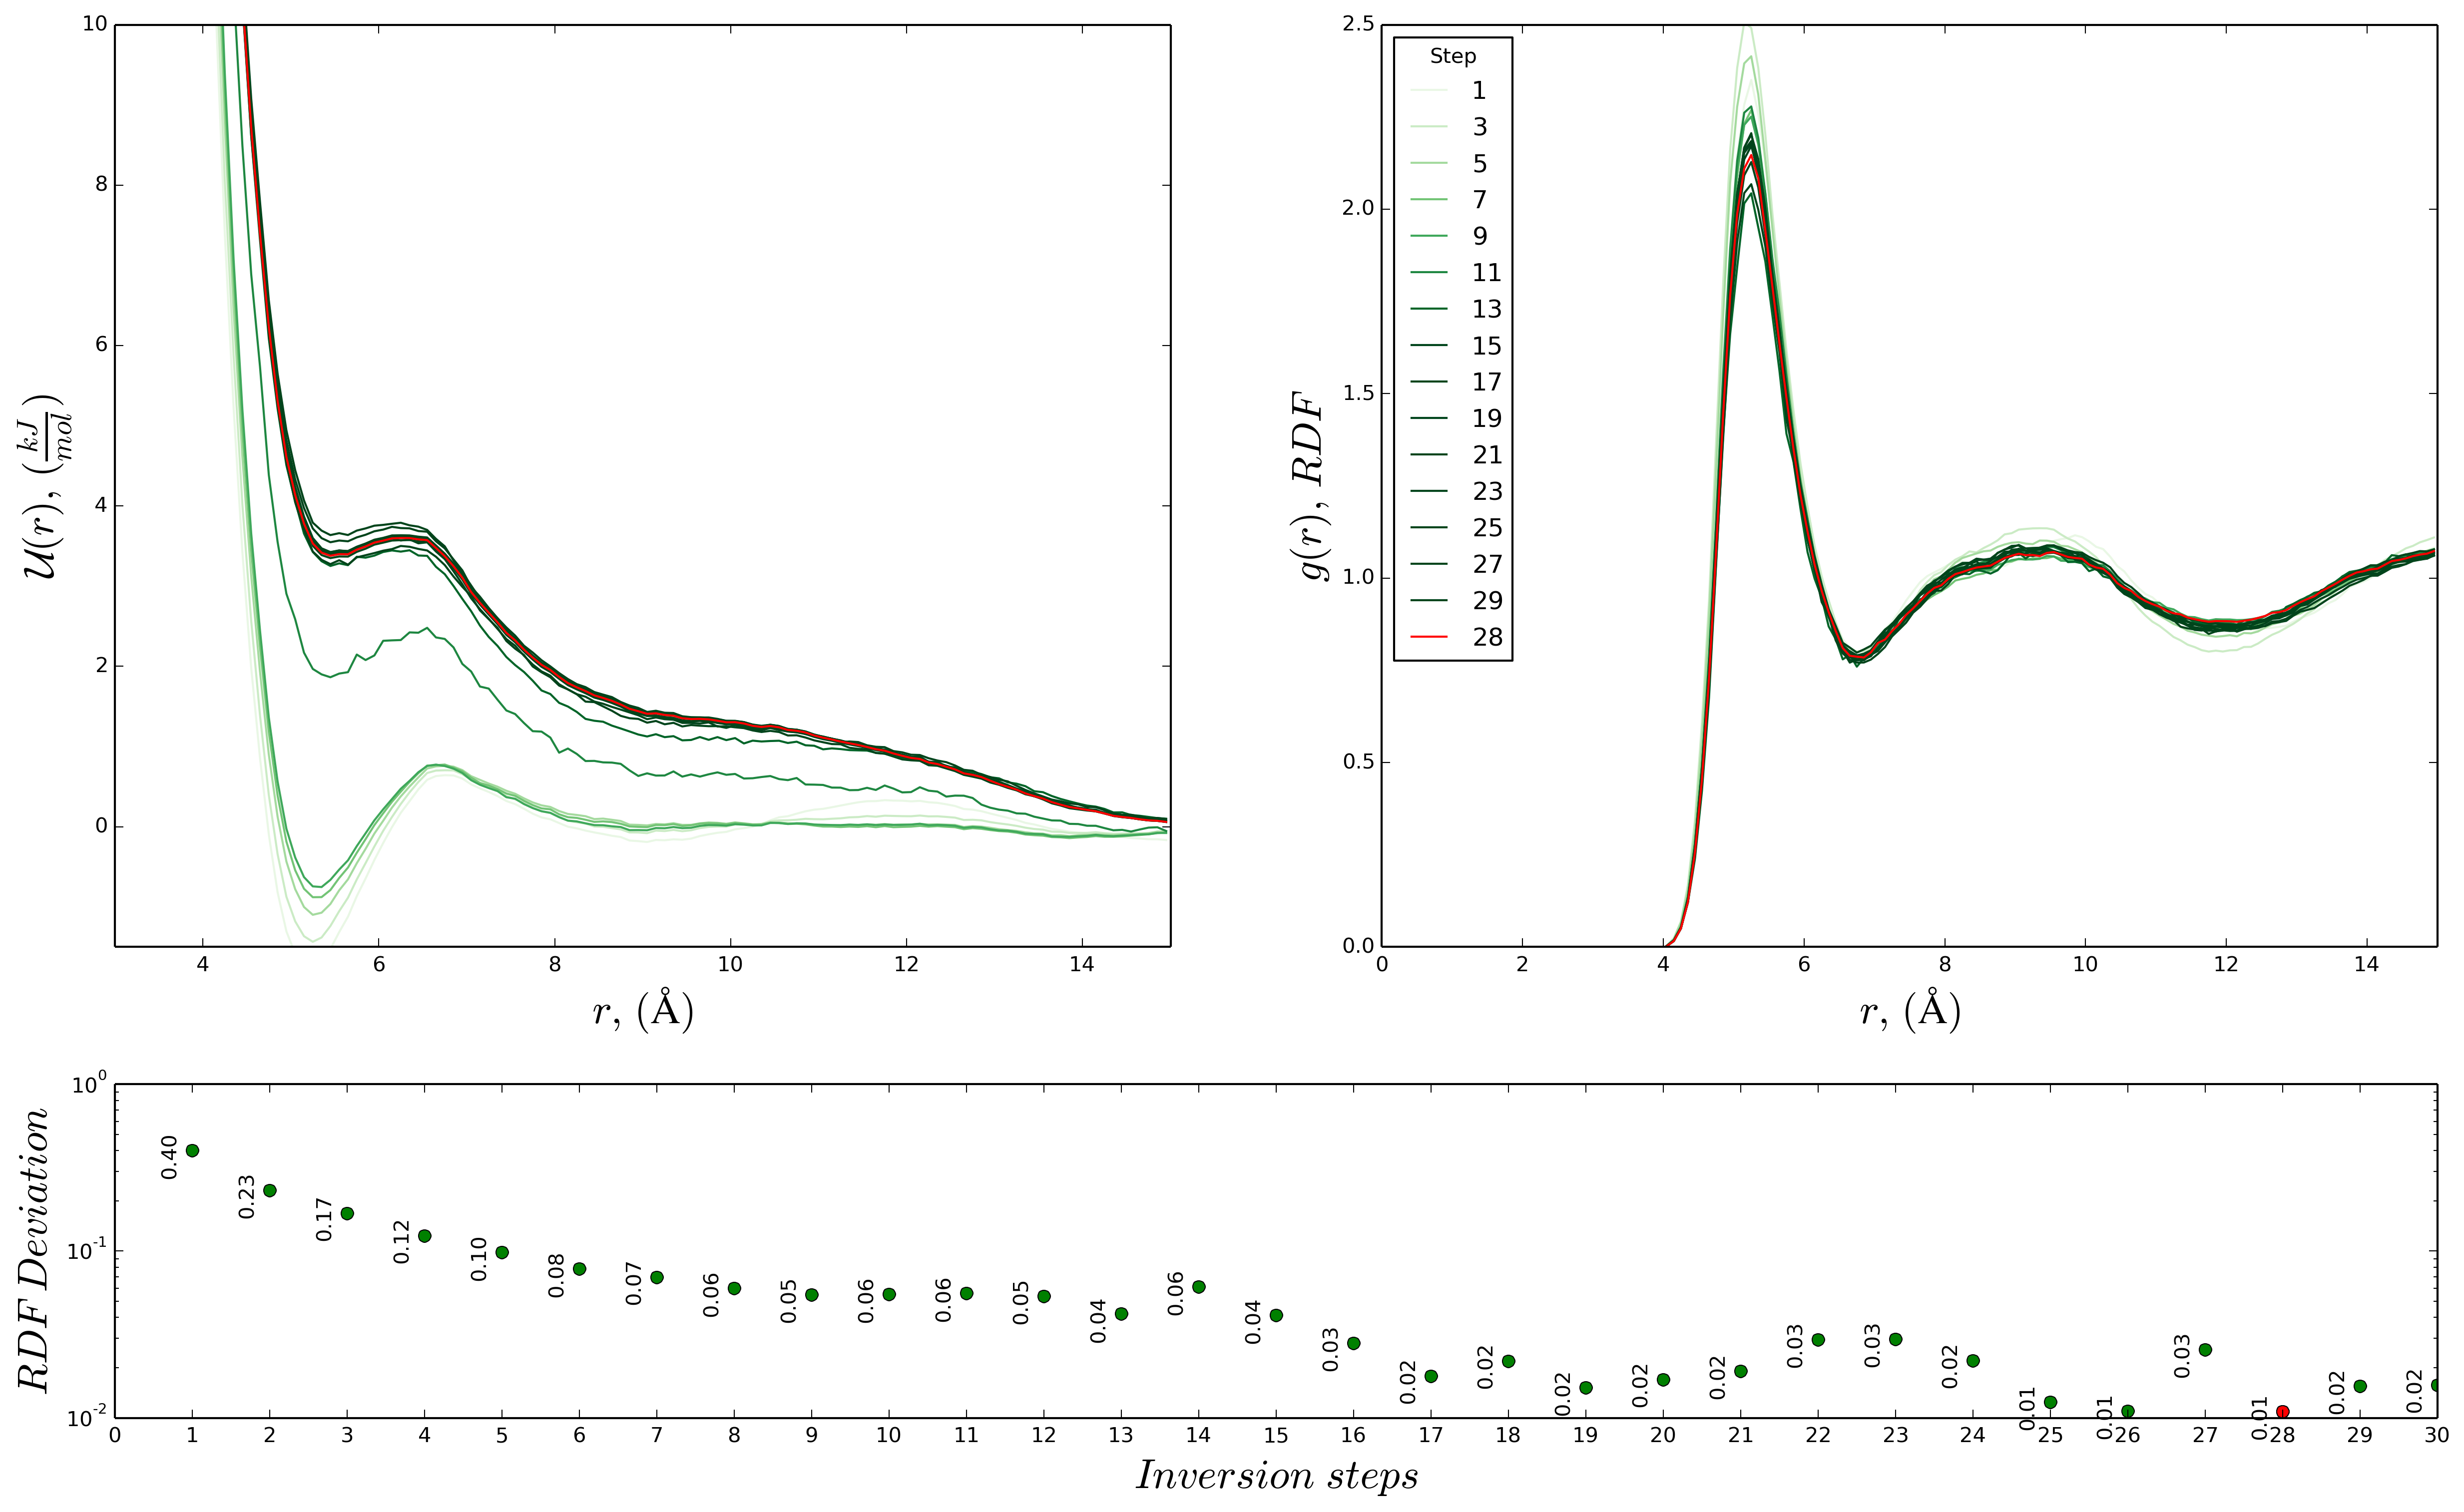 10
8
6
4
2
0
𝒰(r), (kJ/mol)
4 6 8 10 12 14
r, (Å)
2.5
2.0
1.5
1.0
0.5
0.0
g(r), RDF
Step
1
3
5
7
9
11
13
15
17
19
21
23
25
27
29
28
0 2 4 6 8 10 12 14
r, (Å)
10^0
10^-1
10^-2
RDF Deviation
0.40 0.23 0.17 0.12 0.10 0.08 0.07 0.06 0.05 0.06 0.06 0.05 0.04 0.06 0.04 0.03 0.02 0.02 0.02 0.02 0.02 0.03 0.03 0.02 0.01 0.01 0.03 0.01 0.02 0.02
0 1 2 3 4 5 6 7 8 9 10 11 12 13 14 15 16 17 18 19 20 21 22 23 24 25 26 27 28 29 30
Inversion steps